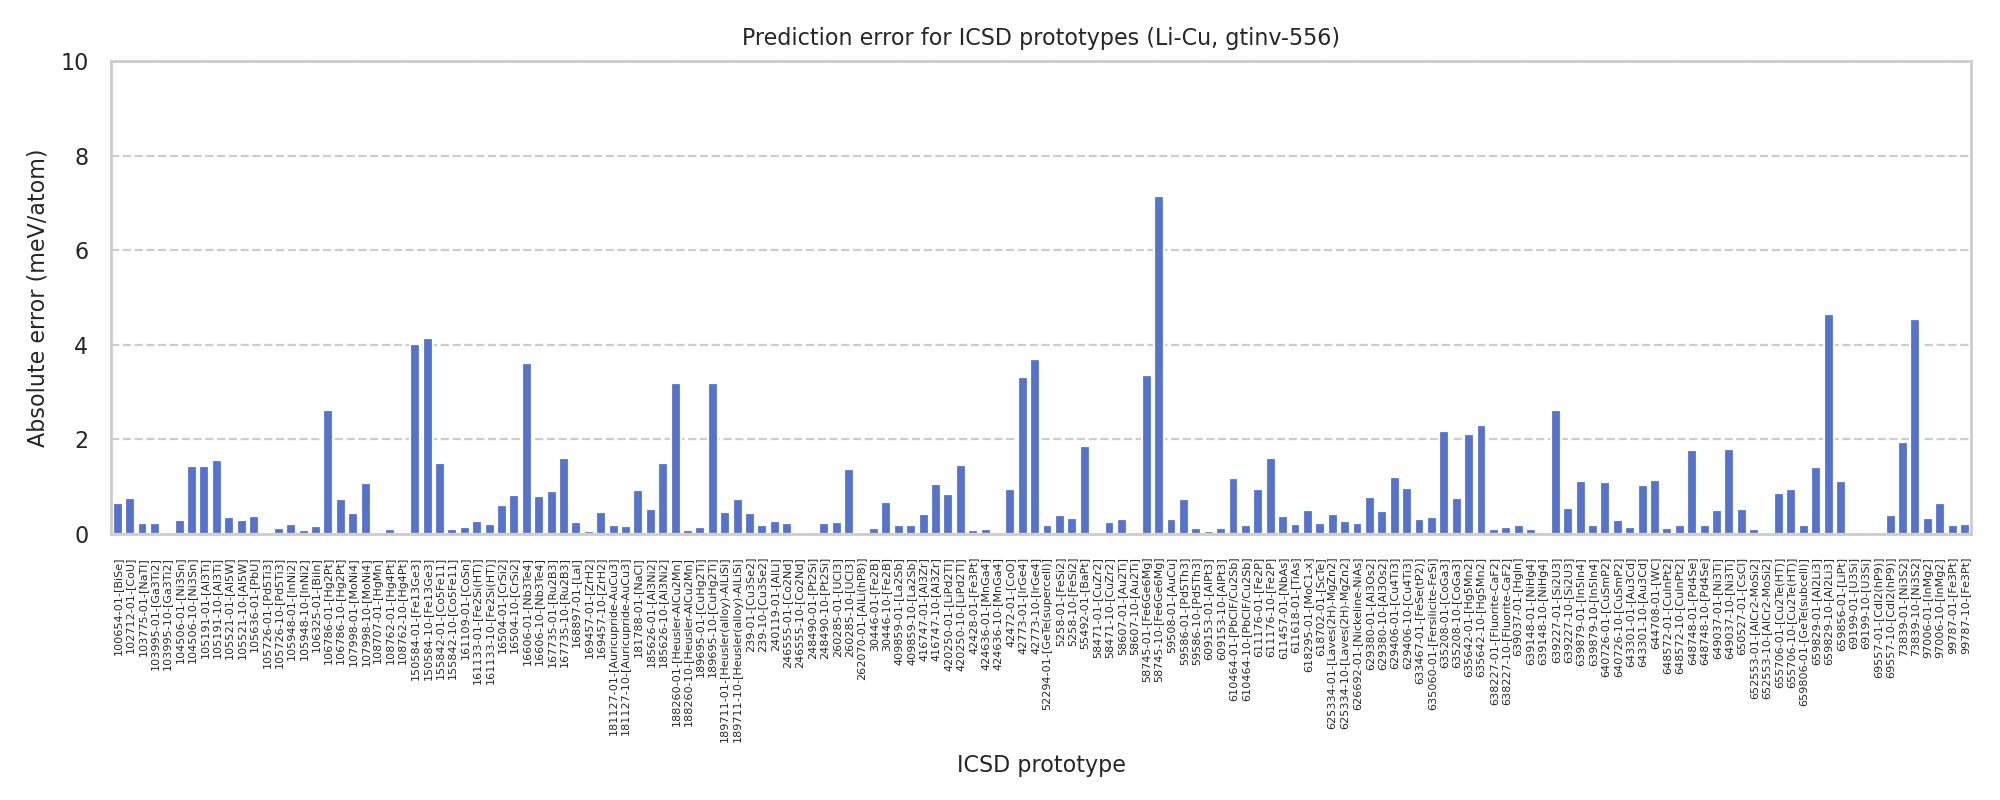 Prediction error for ICSD prototypes (Li-Cu, gtinv-556)
Absolute error (meV/atom)
10
8
6
4
2
0
100654-01-[BiSe]
102712-01-[CoU]
103775-01-[NaTl]
103995-01-[Ga3Ti2]
103995-10-[Ga3Ti2]
104506-01-[Ni3Sn]
104506-10-[Ni3Sn]
105191-01-[Al3Ti]
105191-10-[Al3Ti]
105521-01-[Al5W]
105521-10-[Al5W]
105636-01-[PbU]
105726-01-[Pd5Ti3]
105726-10-[Pd5Ti3]
105948-01-[InNi2]
105948-10-[InNi2]
106325-01-[BiIn]
106786-01-[Hg2Pt]
106786-10-[Hg2Pt]
107998-01-[MoNi4]
107998-10-[MoNi4]
108707-01-[HgMn]
108762-01-[Hg4Pt]
108762-10-[Hg4Pt]
150584-01-[Fe13Ge3]
150584-10-[Fe13Ge3]
155842-01-[Co5Fe11]
155842-10-[Co5Fe11]
161109-01-[CoSn]
161133-01-[Fe2Si(HT)]
161133-10-[Fe2Si(HT)]
16504-01-[CrSi2]
16504-10-[CrSi2]
16606-01-[Nb3Te4]
16606-10-[Nb3Te4]
167735-01-[Ru2B3]
167735-10-[Ru2B3]
168897-01-[LaI]
169457-01-[ZrH2]
169457-10-[ZrH2]
181127-01-[Auricupride-AuCu3]
181127-10-[Auricupride-AuCu3]
181788-01-[NaCl]
185626-01-[Al3Ni2]
185626-10-[Al3Ni2]
188260-01-[Heusler-AlCu2Mn]
188260-10-[Heusler-AlCu2Mn]
189695-01-[CuHg2Ti]
189695-10-[CuHg2Ti]
189711-01-[Heusler(alloy)-AlLiSi]
189711-10-[Heusler(alloy)-AlLiSi]
239-01-[Cu3Se2]
239-10-[Cu3Se2]
240119-01-[AlLi]
246555-01-[Co2Nd]
246555-10-[Co2Nd]
248490-01-[Pt2Si]
248490-10-[Pt2Si]
260285-01-[UCl3]
260285-10-[UCl3]
262070-01-[AlLi(hP8)]
30446-01-[Fe2B]
30446-10-[Fe2B]
409859-01-[La2Sb]
409859-10-[La2Sb]
416747-01-[Al3Zr]
416747-10-[Al3Zr]
420250-01-[LiPd2Tl]
420250-10-[LiPd2Tl]
42428-01-[Fe3Pt]
424636-01-[MnGa4]
424636-10-[MnGa4]
42472-01-[CoO]
42773-01-[IrGe4]
42773-10-[IrGe4]
52294-01-[GeTe(supercell)]
5258-01-[FeSi2]
5258-10-[FeSi2]
55492-01-[BaPt]
58471-01-[CuZr2]
58471-10-[CuZr2]
58607-01-[Au2Ti]
58607-10-[Au2Ti]
58745-01-[Fe6Ge6Mg]
58745-10-[Fe6Ge6Mg]
59508-01-[AuCu]
59586-01-[Pd5Th3]
59586-10-[Pd5Th3]
609153-01-[AlPt3]
609153-10-[AlPt3]
610464-01-[PbClF/Cu2Sb]
610464-10-[PbClF/Cu2Sb]
611176-01-[Fe2P]
611176-10-[Fe2P]
611457-01-[NbAs]
611618-01-[TiAs]
618295-01-[MoC1-x]
618702-01-[ScTe]
625334-01-[Laves(2H)-MgZn2]
625334-10-[Laves(2H)-MgZn2]
626692-01-[Nickeline-NiAs]
629380-01-[Al3Os2]
629380-10-[Al3Os2]
629406-01-[Cu4Ti3]
629406-10-[Cu4Ti3]
633467-01-[FeSe(tP2)]
635060-01-[Fersilicite-FeSi]
635208-01-[CoGa3]
635208-10-[CoGa3]
635642-01-[Hg5Mn2]
635642-10-[Hg5Mn2]
638227-01-[Fluorite-CaF2]
638227-10-[Fluorite-CaF2]
639037-01-[HgIn]
639148-01-[NiHg4]
639148-10-[NiHg4]
639227-01-[Si2U3]
639227-10-[Si2U3]
639879-01-[In5In4]
639879-10-[In5In4]
640726-01-[CuSmP2]
640726-10-[CuSmP2]
643301-01-[Au3Cd]
643301-10-[Au3Cd]
644708-01-[WC]
648572-01-[CuInPt2]
648572-10-[CuInPt2]
648748-01-[Pd4Se]
648748-10-[Pd4Se]
649037-01-[Ni3Ti]
649037-10-[Ni3Ti]
650527-01-[CsCl]
652553-01-[AlCr2-MoSi2]
652553-10-[AlCr2-MoSi2]
655706-01-[Cu2Te(HT)]
655706-10-[Cu2Te(HT)]
659806-01-[GeTe(subcell)]
659829-01-[Al2Li3]
659829-10-[Al2Li3]
659856-01-[LiPt]
69199-01-[U3Si]
69199-10-[U3Si]
69557-01-[CdI2(hP9)]
69557-10-[CdI2(hP9)]
73839-01-[Ni3S2]
73839-10-[Ni3S2]
97006-01-[InMg2]
97006-10-[InMg2]
99787-01-[Fe3Pt]
99787-10-[Fe3Pt]
ICSD prototype